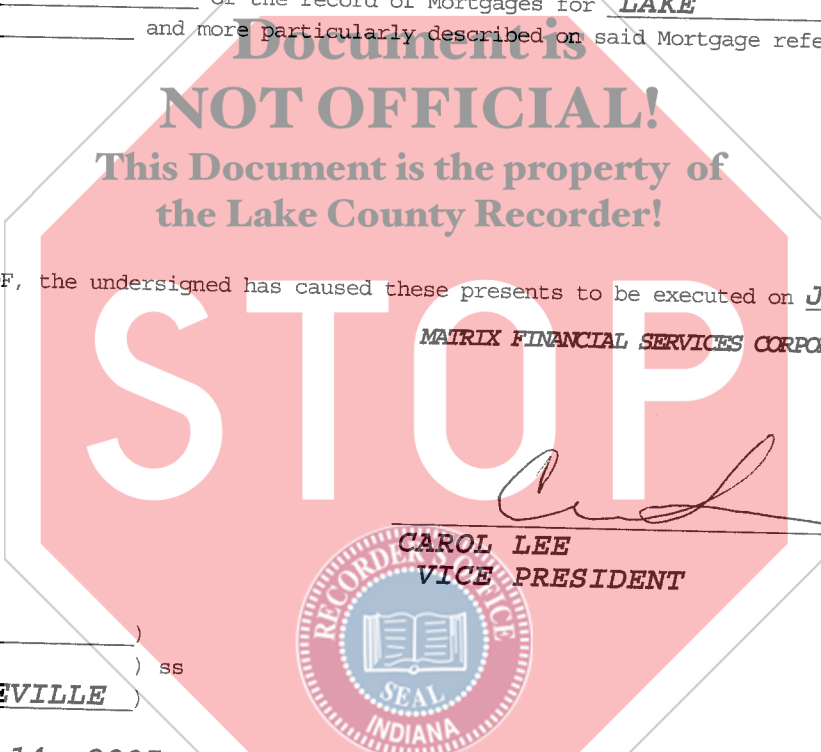 of the record of Mortgages for LAKE
and more particularly described on said Mortgage refe
Document is
NOT OFFICIAL!
This Document is the property of
the Lake County Recorder!
F, the undersigned has caused these presents to be executed on J
MATRIX FINANCIAL SERVICES CORPO
STOP
CAROL LEE
VICE PRESIDENT
RECORDER'S OFFICE
SEAL
INDIANA
)
) ss
EVILLE )